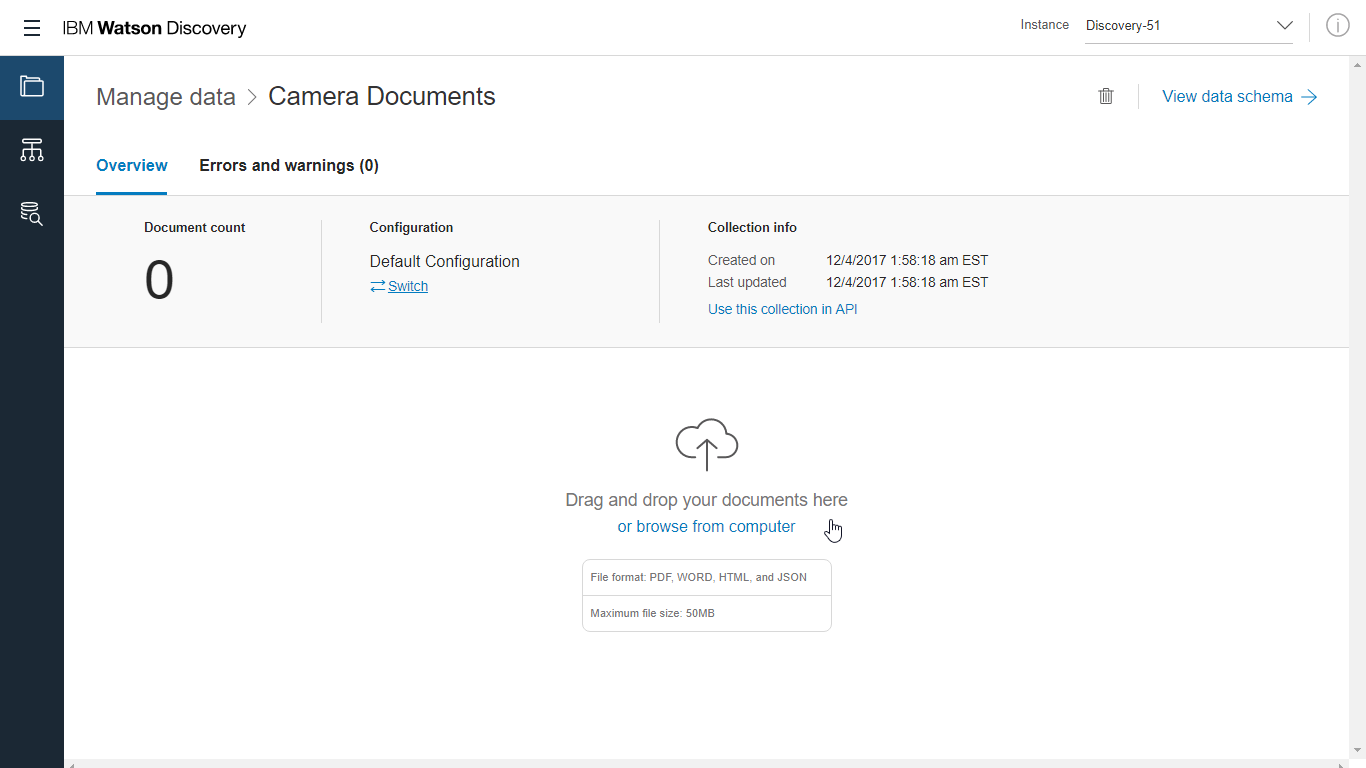 IBM Watson Discovery
Instance
Discovery-51
Manage data > Camera Documents
View data schema
Overview
Errors and warnings (0)
Document count
0
Configuration
Default Configuration
Switch
Collection info
Created on 12/4/2017 1:58:18 am EST
Last updated 12/4/2017 1:58:18 am EST
Use this collection in API
Drag and drop your documents here
or browse from computer
File format: PDF, WORD, HTML, and JSON
Maximum file size: 50MB